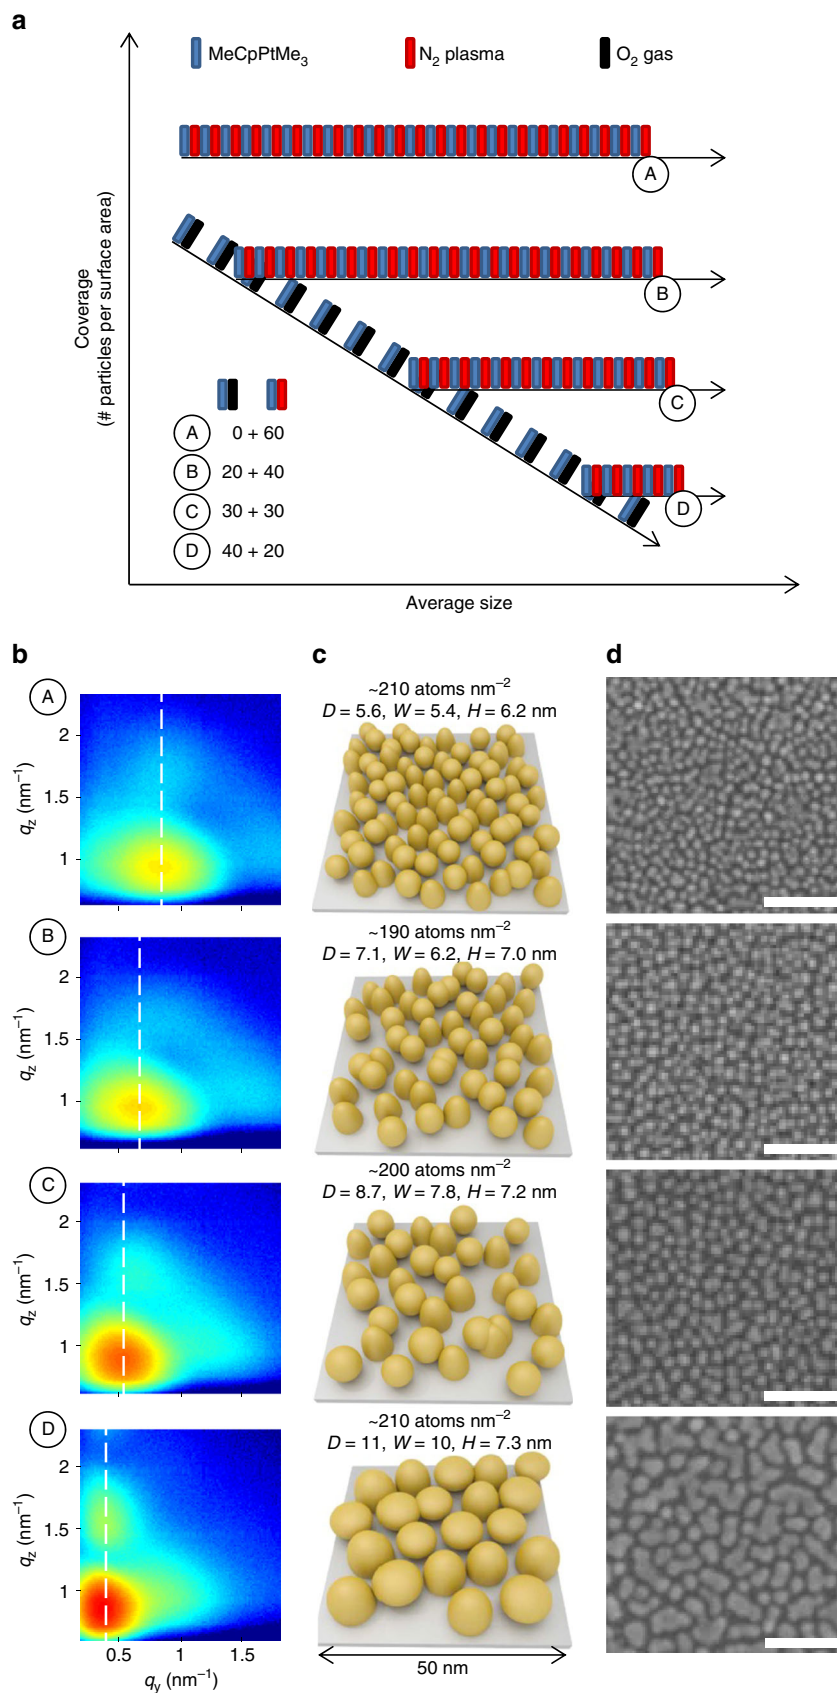 a
MeCpPtMe₃
N₂ plasma
O₂ gas
Coverage
(# particles per surface area)
A
B
C
D
A 0 + 60
B 20 + 40
C 30 + 30
D 40 + 20
Average size
b
c
d
A
~210 atoms nm⁻²
D = 5.6, W = 5.4, H = 6.2 nm
2
1.5
1
q_z (nm⁻¹)
B
~190 atoms nm⁻²
D = 7.1, W = 6.2, H = 7.0 nm
2
1.5
1
q_z (nm⁻¹)
C
~200 atoms nm⁻²
D = 8.7, W = 7.8, H = 7.2 nm
2
1.5
1
q_z (nm⁻¹)
D
~210 atoms nm⁻²
D = 11, W = 10, H = 7.3 nm
2
1.5
1
q_z (nm⁻¹)
0.5 1 1.5
q_y (nm⁻¹)
50 nm